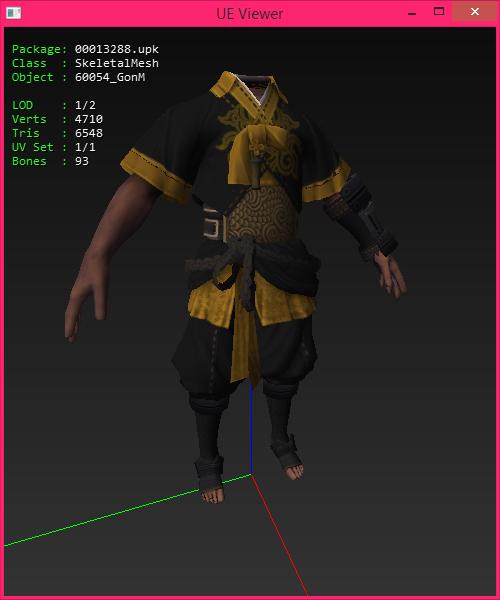 UE Viewer
Package: 00013288.upk
Class  : SkeletalMesh
Object : 60054_GonM
LOD    : 1/2
Verts  : 4710
Tris   : 6548
UV Set : 1/1
Bones  : 93